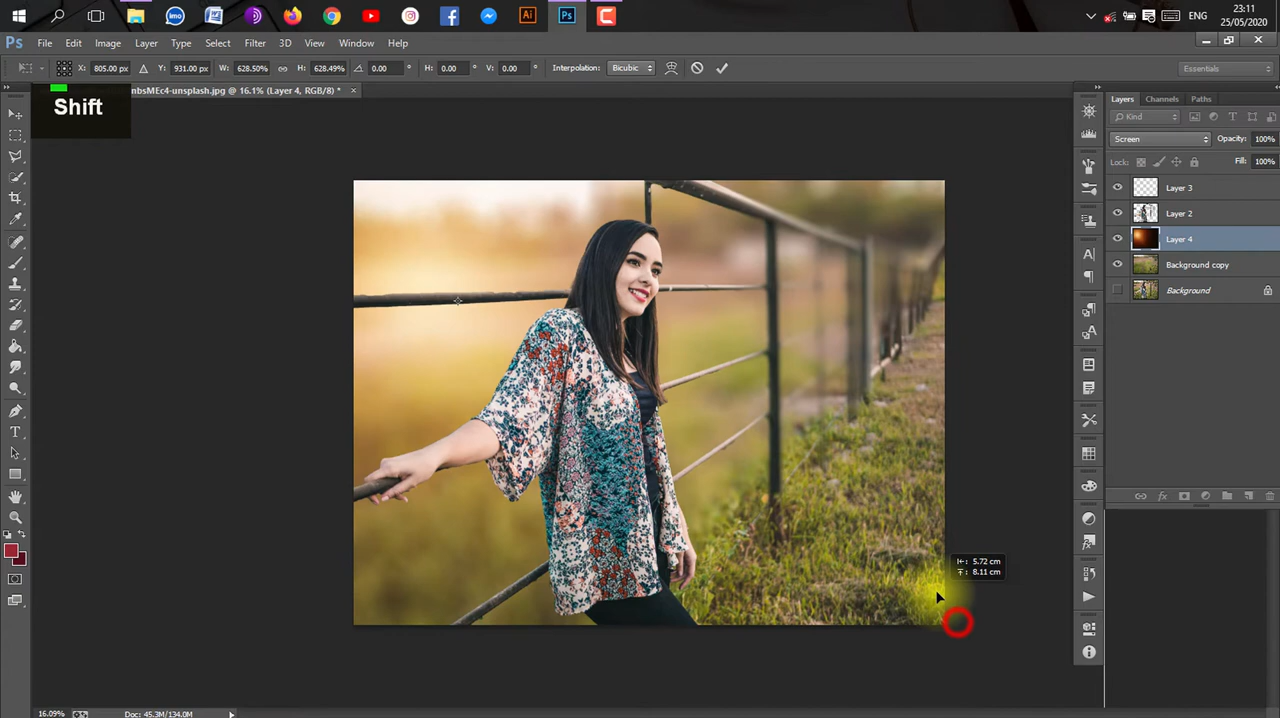 imo
Ai
Ps
ENG
23:11
25/05/2020
Ps
File
Edit
Image
Layer
Type
Select
Filter
3D
View
Window
Help
X: 805.00 px
Y: 931.00 px
W: 628.50%
H: 628.49%
0.00 °
H: 0.00 °
V: 0.00 °
Interpolation: Bicubic
Essentials
nbsMEc4-unsplash.jpg @ 16.1% (Layer 4, RGB/8) *
Shift
Layers
Channels
Paths
Kind
Screen
Opacity: 100%
Lock:
Fill: 100%
Layer 3
Layer 2
Layer 4
Background copy
Background
5.72 cm
8.11 cm
16.09%
Doc: 45.3M/134.0M